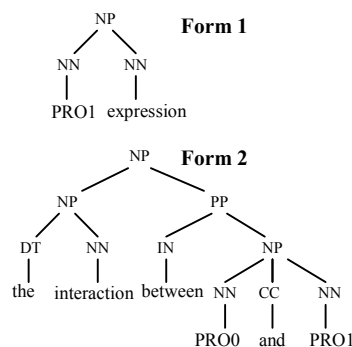 NP Form 1
NN NN
PRO1 expression
NP Form 2
NP PP
DT NN IN NP
the interaction between NN CC NN
PRO0 and PRO1